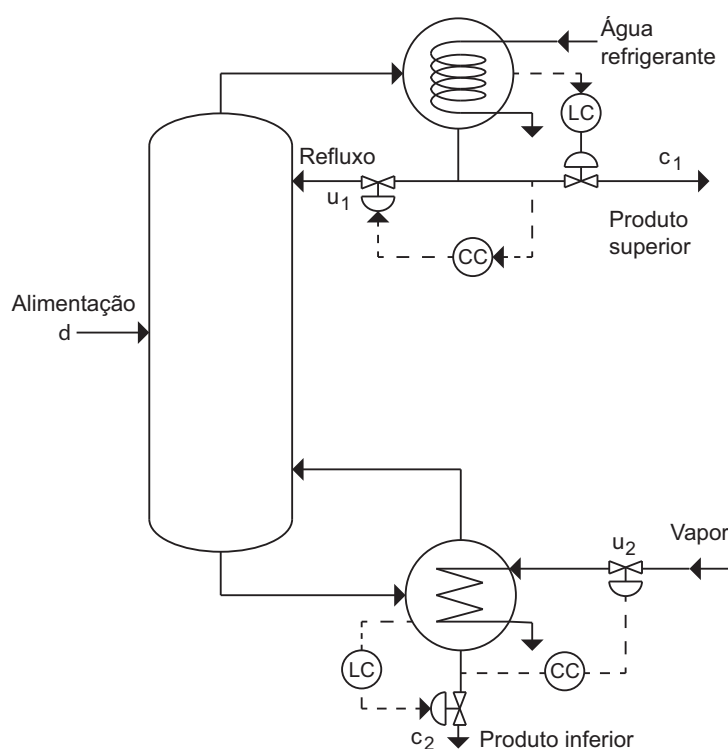 Água
refrigerante
LC
Refluxo
c1
u1
Produto
superior
CC
Alimentação
d
u2
Vapor
LC
CC
c2
Produto inferior